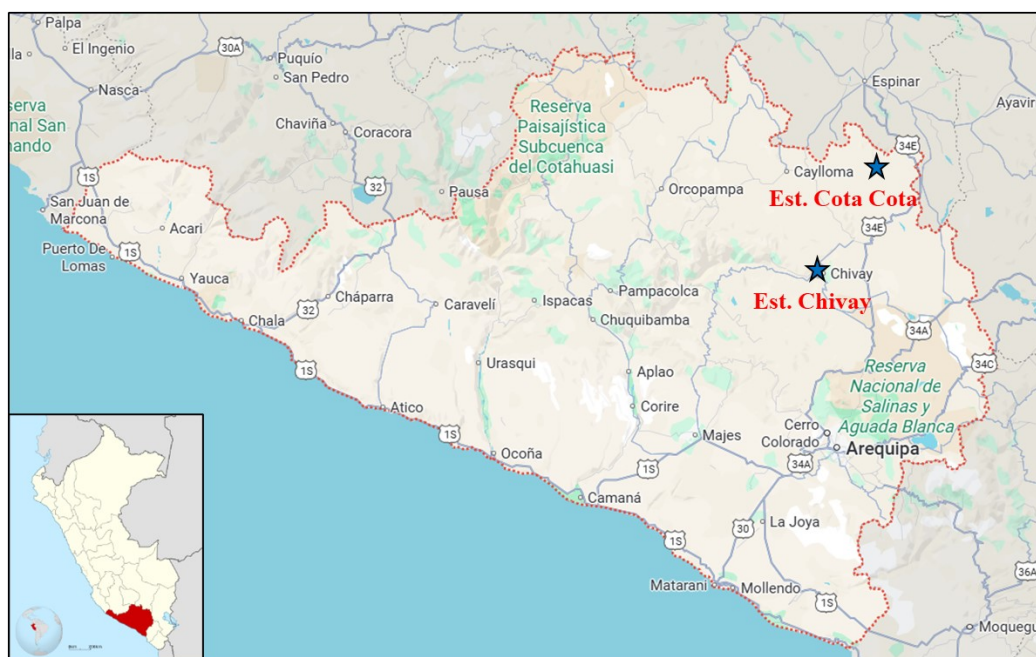 Palpa
El Ingenio
30A
Puquío
San Pedro
Espinar
Nasca
Ayavir
serva
nal San
nando
Chaviña
Coracora
Reserva
Paisajística
Subcuenca
del Cotahuasi
34E
1S
32
Pausa
Orcopampa
Caylloma
Est. Cota Cota
San Juan de
Marcona
Acari
34E
Puerto De
Lomas
1S
Yauca
Cháparra
Caravelí
Ispacas
Pampacolca
Chivay
Est. Chivay
Chala
32
Chuquibamba
34A
1S
Urasqui
Aplao
34C
Reserva
Nacional de
Salinas y
Aguada Blanca
Atico
Corire
Cerro
Colorado
1S
Majes
Arequipa
Ocoña
1S
34A
Camaná
30
La Joya
1S
36A
Matarani
Mollendo
1S
Moquegu